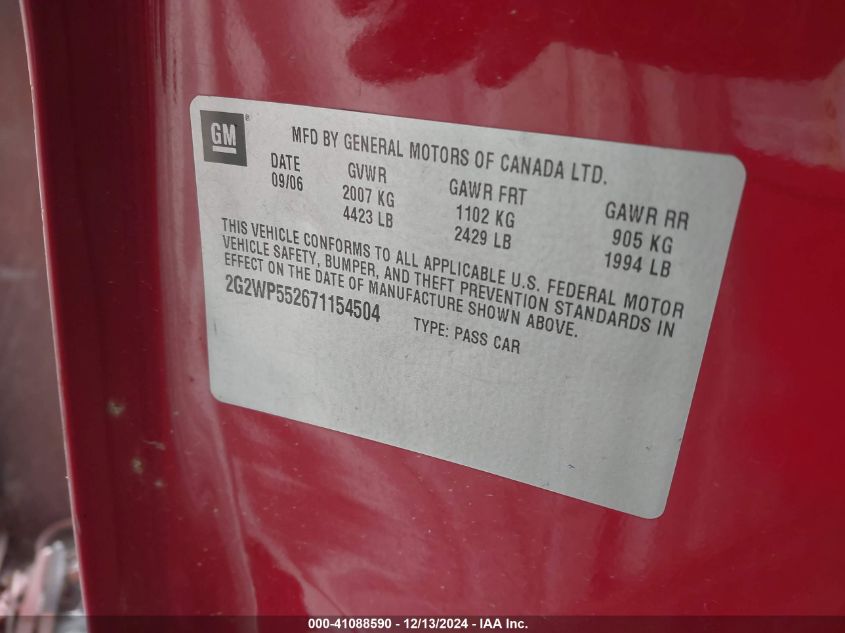 GM
MFD BY GENERAL MOTORS OF CANADA LTD.
DATE GVWR GAWR FRT GAWR RR
09/06 2007 KG 1102 KG 905 KG
4423 LB 2429 LB 1994 LB
THIS VEHICLE CONFORMS TO ALL APPLICABLE U.S. FEDERAL MOTOR
VEHICLE SAFETY, BUMPER, AND THEFT PREVENTION STANDARDS IN
EFFECT ON THE DATE OF MANUFACTURE SHOWN ABOVE.
2G2WP552671154504 TYPE: PASS CAR
000-41088590 - 12/13/2024 - IAA Inc.